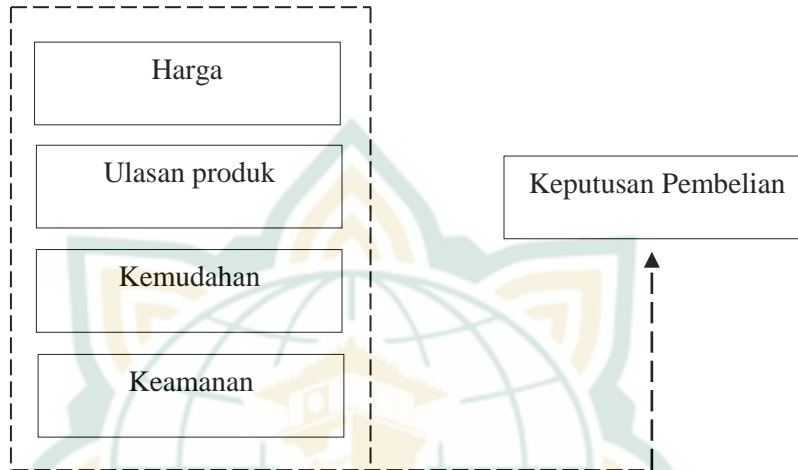 Harga
Ulasan produk
Keputusan Pembelian
Kemudahan
Keamanan